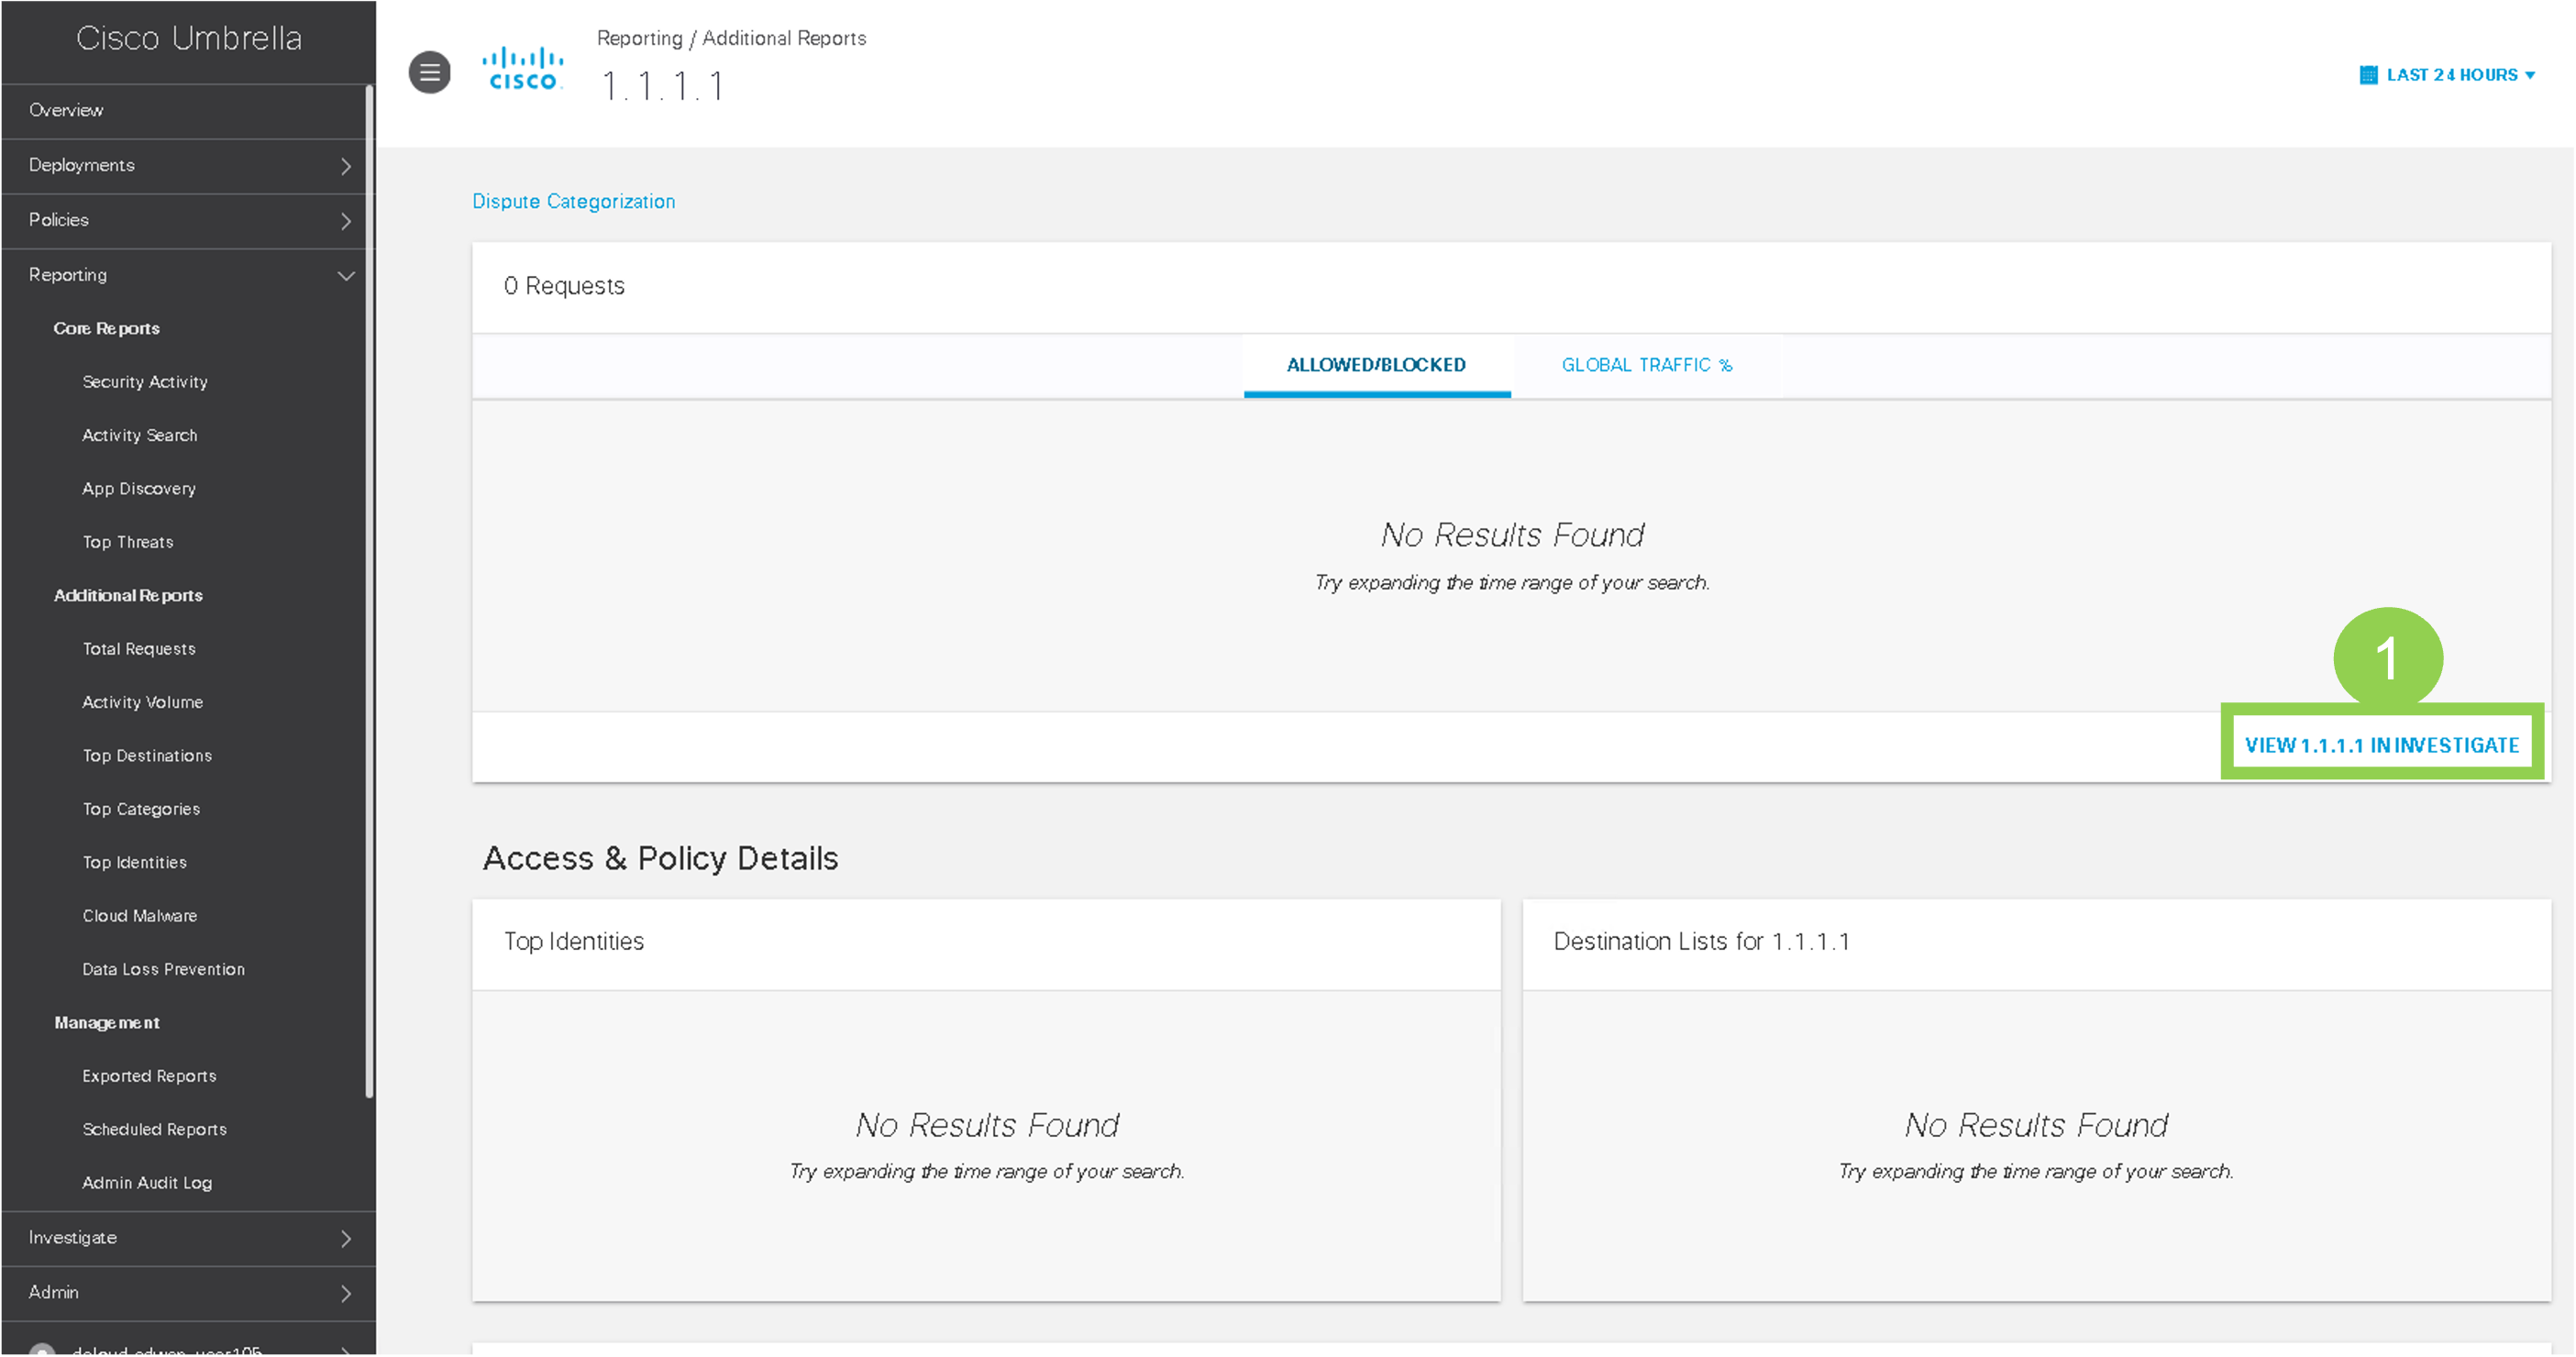 Cisco Umbrella
Overview
Deployments
Policies
Reporting
Core Reports
Security Activity
Activity Search
App Discovery
Top Threats
Additional Reports
Total Requests
Activity Volume
Top Destinations
Top Categories
Top Identities
Cloud Malware
Data Loss Prevention
Management
Exported Reports
Scheduled Reports
Admin Audit Log
Investigate
Admin
CISCO
Reporting / Additional Reports
1.1.1.1
LAST 24 HOURS
Dispute Categorization
0 Requests
ALLOWED/BLOCKED GLOBAL TRAFFIC %
No Results Found
Try expanding the time range of your search.
1
VIEW 1.1.1.1 IN INVESTIGATE
Access & Policy Details
Top Identities
No Results Found
Try expanding the time range of your search.
Destination Lists for 1.1.1.1
No Results Found
Try expanding the time range of your search.